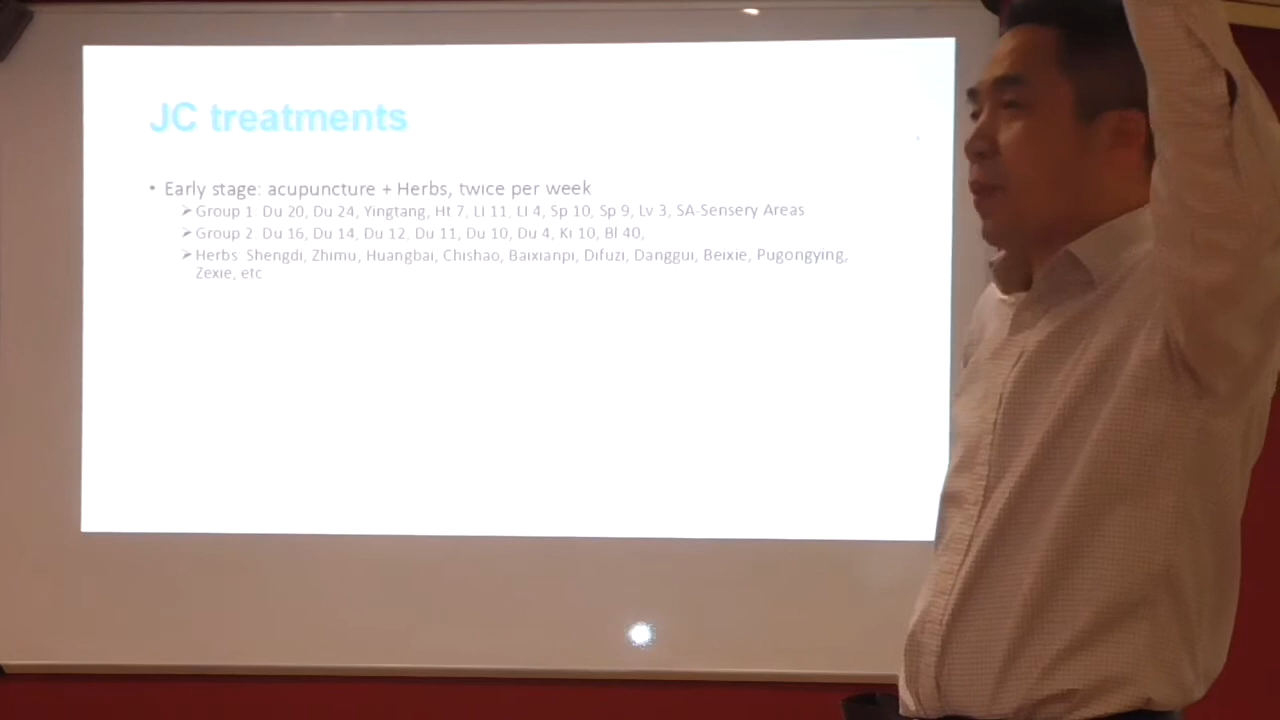 JC treatments
• Early stage: acupuncture + Herbs, twice per week
➢ Group 1: Du 20, Du 24, Yingtang, Ht 7, LI 11, LI 4, Sp 10, Sp 9, Lv 3, SA-Sensery Areas
➢ Group 2: Du 16, Du 14, Du 12, Du 11, Du 10, Du 4, Ki 10, Bl 40,
➢ Herbs: Shengdi, Zhimu, Huangbai, Chishao, Baixianpi, Difuzi, Danggui, Beixie, Pugongying,
Zexie, etc